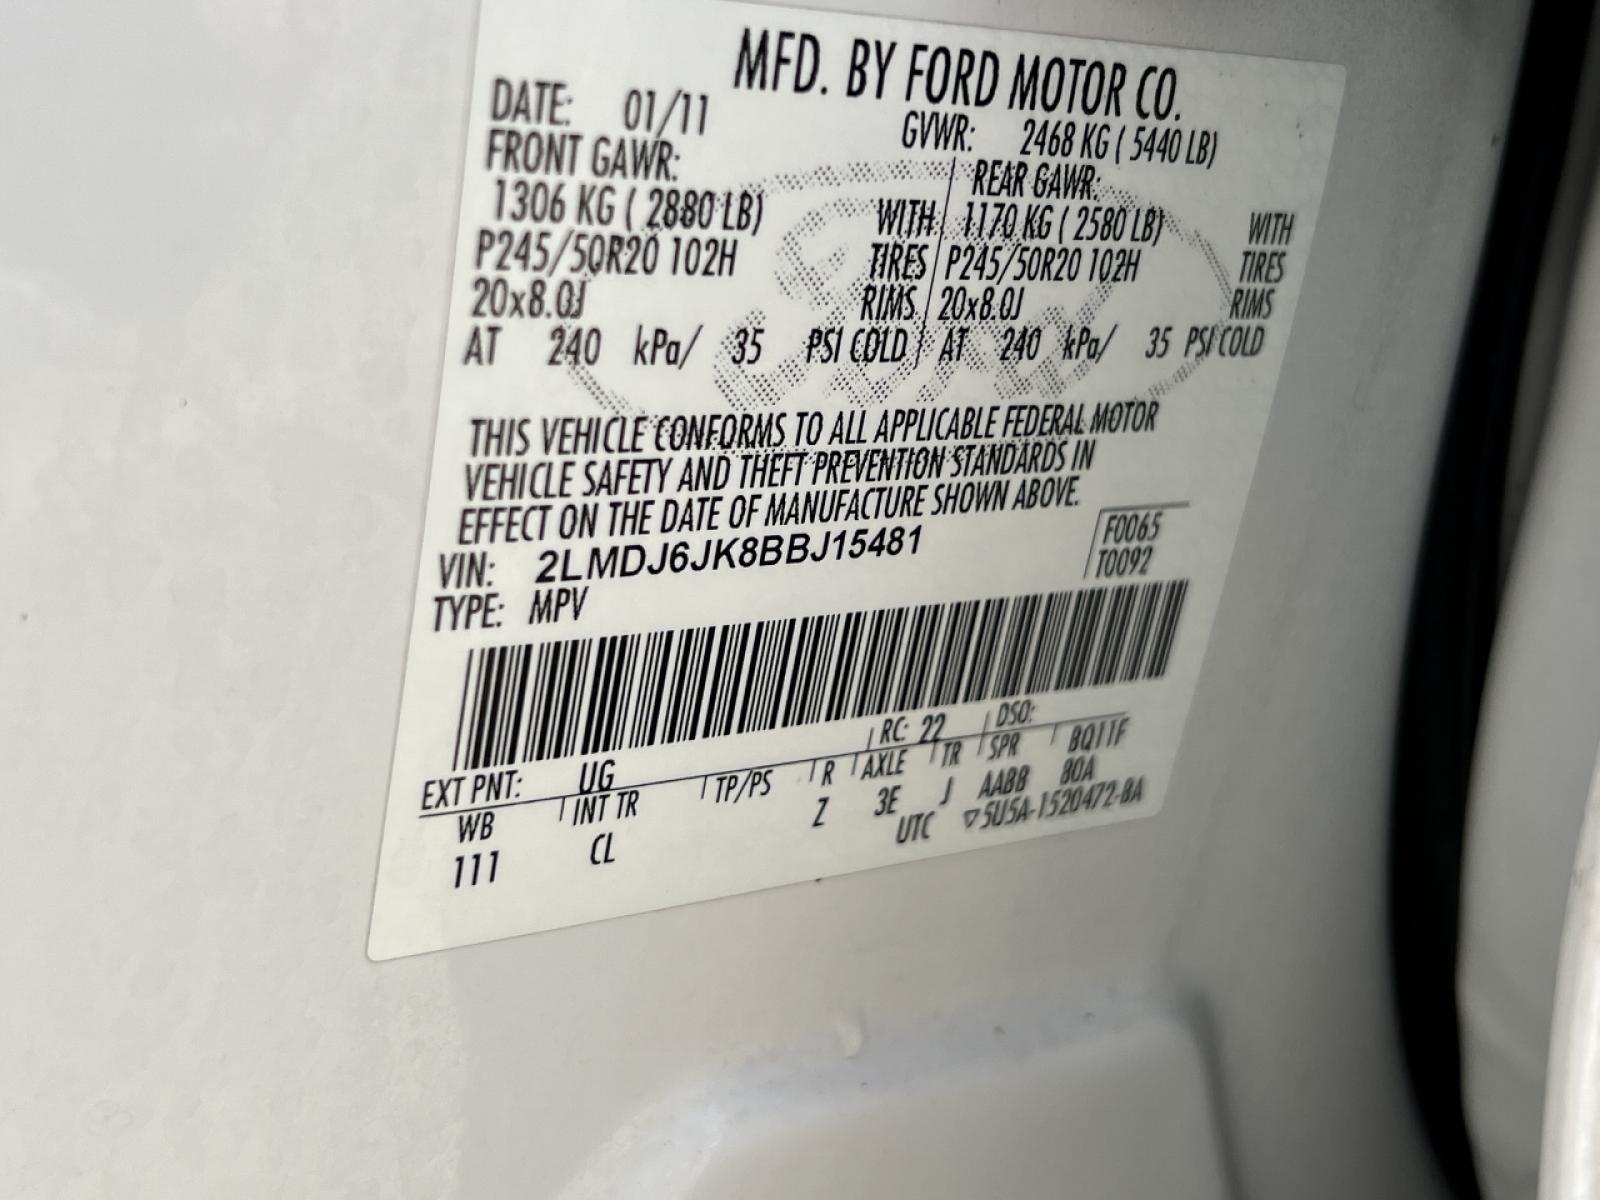 MFD. BY FORD MOTOR CO.
DATE: 01/11 GVWR: 2468 KG ( 5440 LB)
FRONT GAWR: REAR GAWR:
1306 KG ( 2880 LB) WITH 1170 KG ( 2580 LB) WITH
P245/50R20 102H TIRES P245/50R20 102H TIRES
20x8.0J RIMS 20x8.0J RIMS
AT 240 kPa/ 35 PSI COLD AT 240 kPa/ 35 PSI COLD
Ford
THIS VEHICLE CONFORMS TO ALL APPLICABLE FEDERAL MOTOR
VEHICLE SAFETY AND THEFT PREVENTION STANDARDS IN
EFFECT ON THE DATE OF MANUFACTURE SHOWN ABOVE.
VIN: 2LMDJ6JK8BBJ15481 F0065
TYPE: MPV T0092
EXT PNT: UG RC: 22 DSO:
WB INT TR TP/PS R AXLE TR SPR BQ11F
111 CL Z 3E J AABB 80A
UTC ▽5U5A-1520472-BA